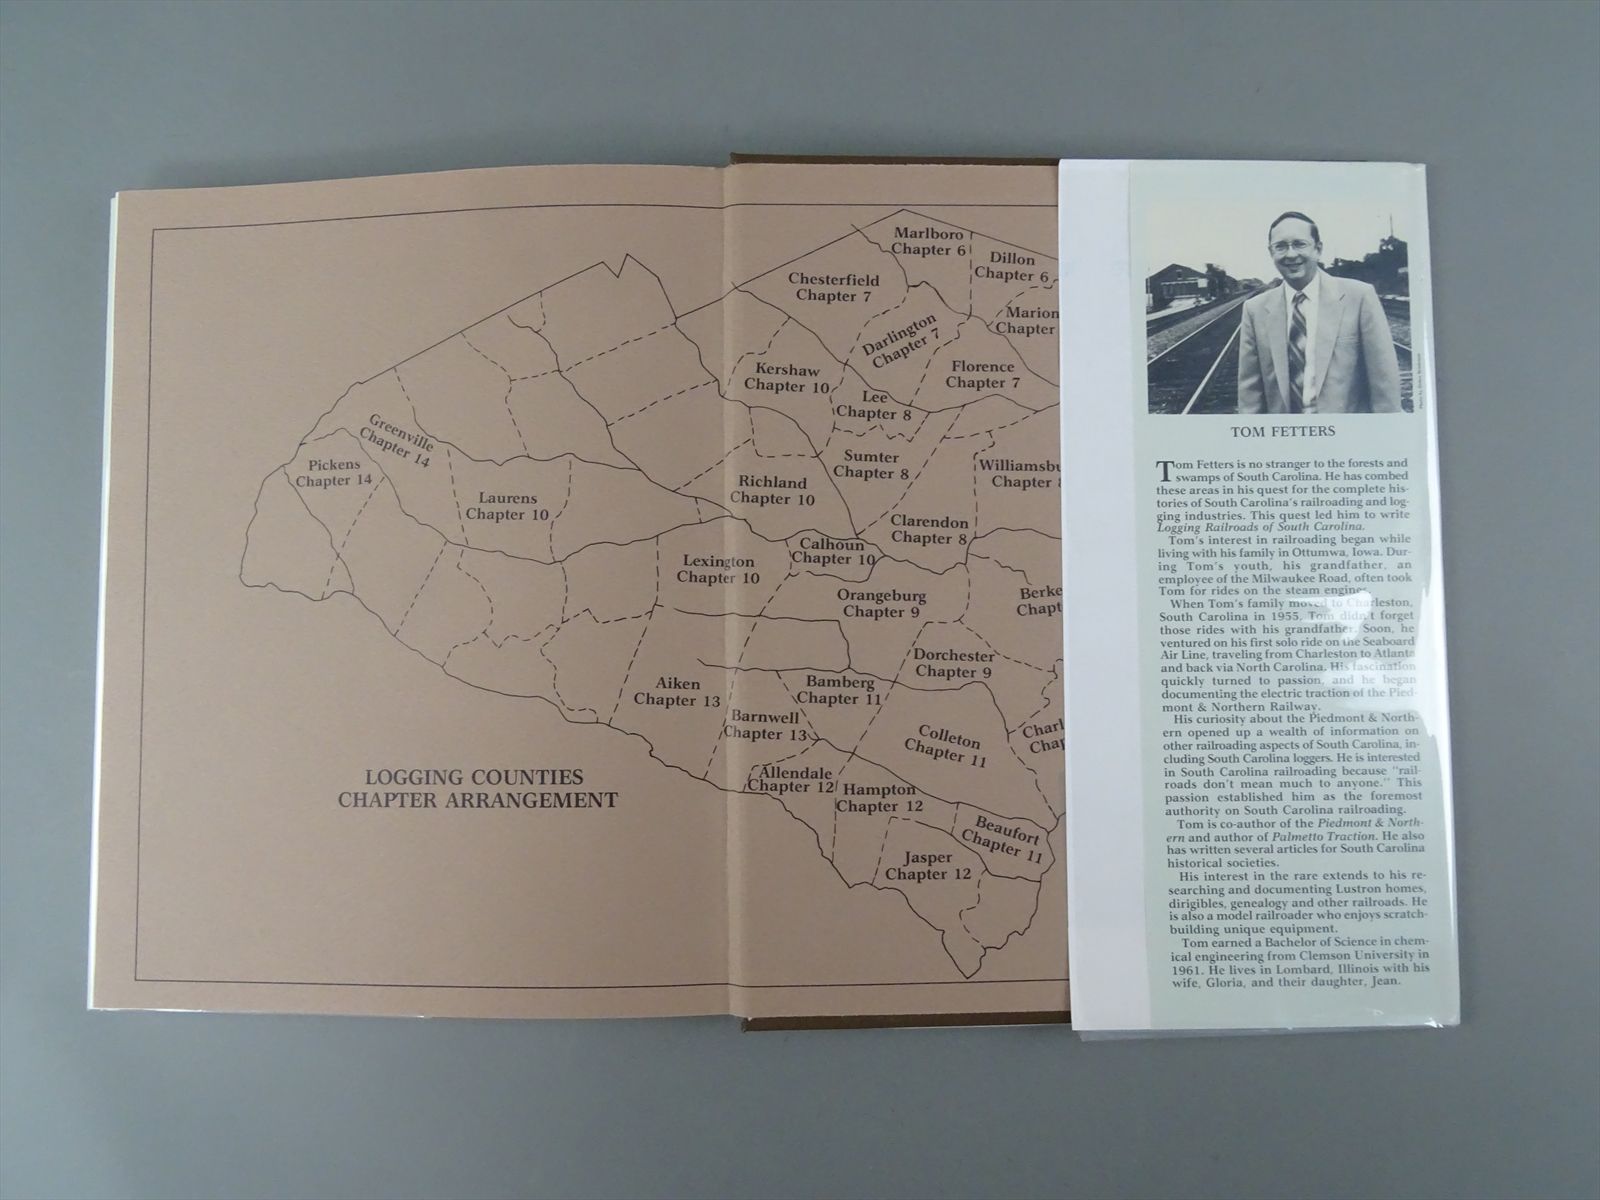 Marlboro
Chapter 6
Dillon
Chapter 6
Chesterfield
Chapter 7
Marion
Chapter
Darlington
Chapter 7
Florence
Chapter 7
Kershaw
Chapter 10
Lee
Chapter 8
Greenville
Chapter 14
Pickens
Chapter 14
Sumter
Chapter 8
Williamsbu
Chapter
Richland
Chapter 10
Laurens
Chapter 10
Clarendon
Chapter 8
Calhoun
Chapter 10
Lexington
Chapter 10
Orangeburg
Chapter 9
Berke
Chapt
Dorchester
Chapter 9
Aiken
Chapter 13
Bamberg
Chapter 11
Barnwell
Chapter 13
Colleton
Chapter 11
Charl
Chap
Allendale
Chapter 12
Hampton
Chapter 12
Beaufort
Chapter 11
Jasper
Chapter 12
LOGGING COUNTIES
CHAPTER ARRANGEMENT
TOM FETTERS
Tom Fetters is no stranger to the forests and
swamps of South Carolina. He has combed
these areas in his quest for the complete his-
tories of South Carolina's railroading and log-
ging industries. This quest led him to write
Logging Railroads of South Carolina.
Tom's interest in railroading began while
living with his family in Ottumwa, Iowa. Dur-
ing Tom's youth, his grandfather, an
employee of the Milwaukee Road, often took
Tom for rides on the steam engines.
When Tom's family moved to Charleston,
South Carolina in 1955, Tom didn't forget
those rides with his grandfather. Soon, he
ventured on his first solo ride on the Seaboard
Air Line, traveling from Charleston to Atlanta
and back via North Carolina. His fascination
quickly turned to passion, and he began
documenting the electric traction of the Pied-
mont & Northern Railway.
His curiosity about the Piedmont & North-
ern opened up a wealth of information on
other railroading aspects of South Carolina, in-
cluding South Carolina loggers. He is interested
in South Carolina railroading because "rail-
roads don't mean much to anyone." This
passion established him as the foremost
authority on South Carolina railroading.
Tom is co-author of the Piedmont & North-
ern and author of Palmetto Traction. He also
has written several articles for South Carolina
historical societies.
His interest in the rare extends to his re-
searching and documenting Lustron homes,
dirigibles, genealogy and other railroads. He
is also a model railroader who enjoys scratch-
building unique equipment.
Tom earned a Bachelor of Science in chem-
ical engineering from Clemson University in
1961. He lives in Lombard, Illinois with his
wife, Gloria, and their daughter, Jean.